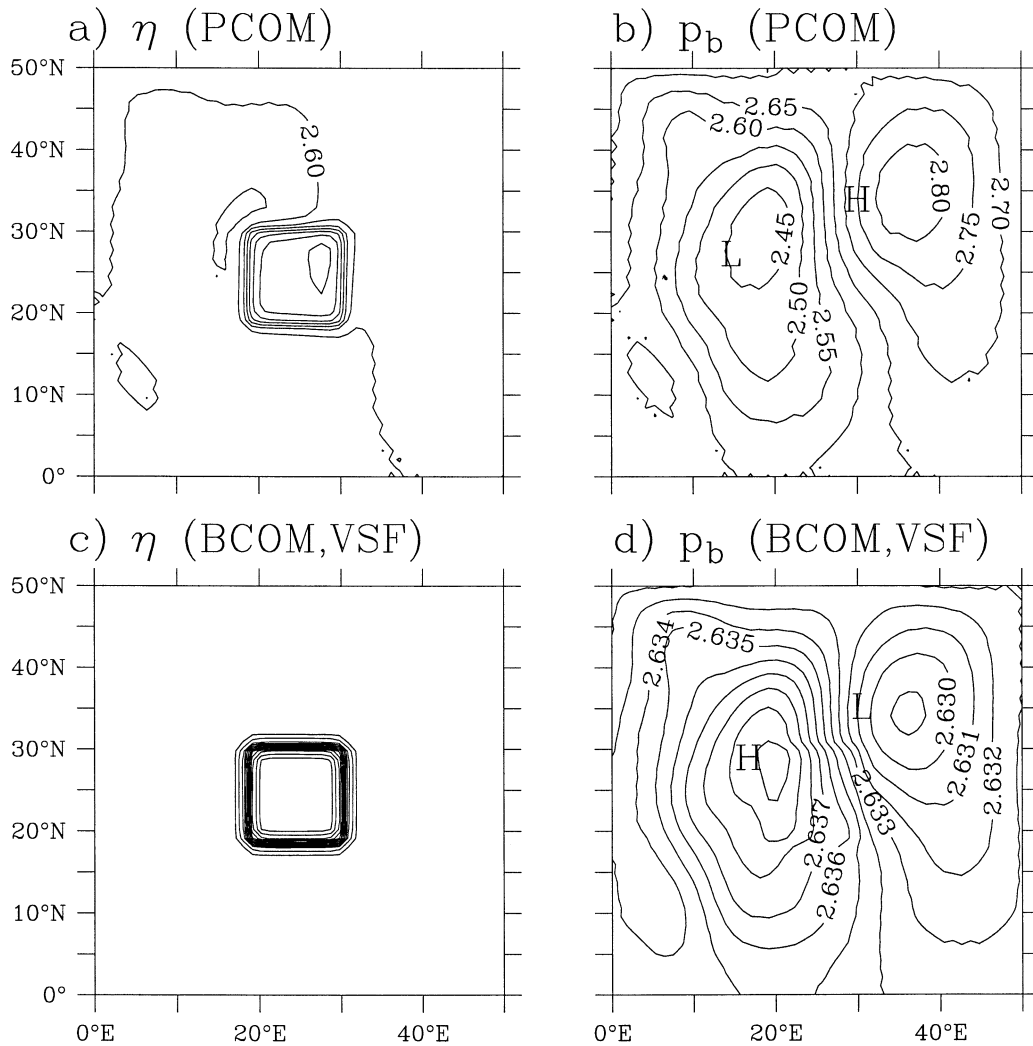 a) η (PCOM)
b) p_b (PCOM)
50°N
40°N
30°N
20°N
10°N
0°
2.60
2.65
2.60
2.45
2.50
2.55
2.80
2.75
2.70
L
H
c) η (BCOM,VSF)
d) p_b (BCOM,VSF)
50°N
40°N
30°N
20°N
10°N
0°
2.634
2.635
2.637
2.636
2.633
2.630
2.631
2.632
H
L
0°E
20°E
40°E
0°E
20°E
40°E